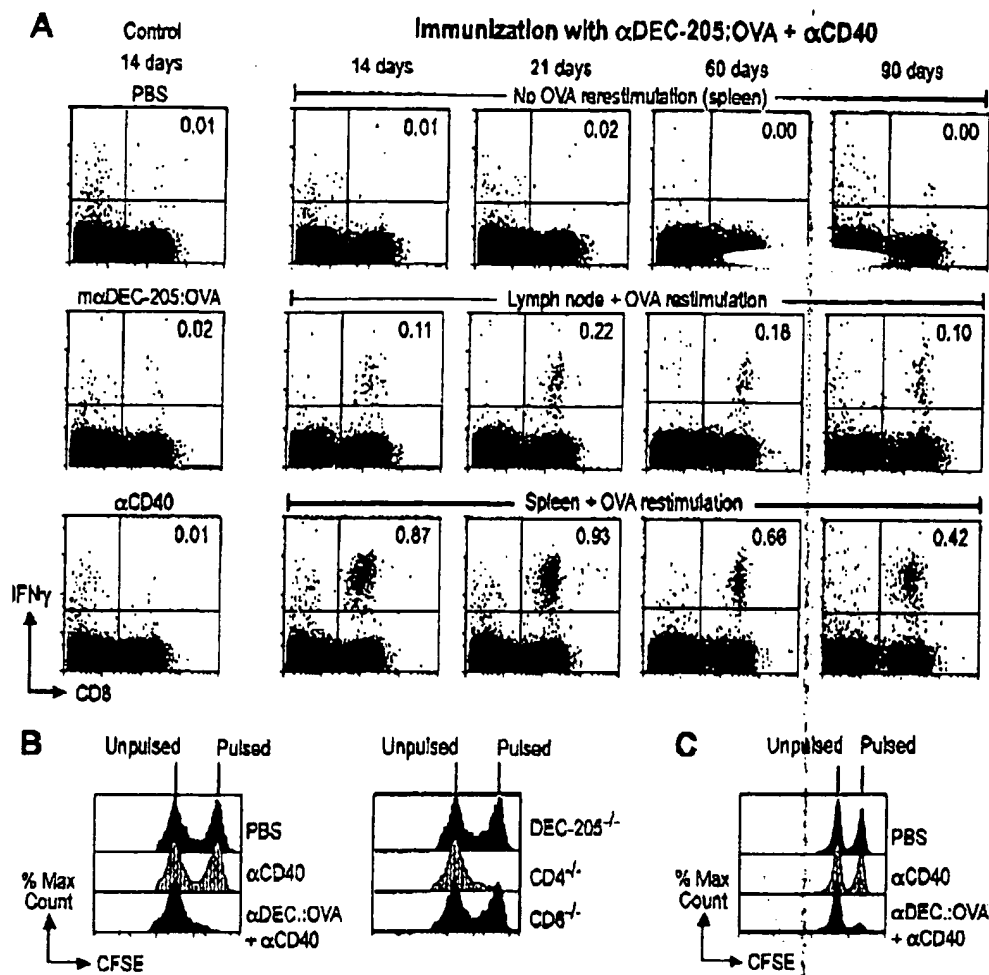 A
Control
Immunization with αDEC-205:OVA + αCD40
14 days
14 days
21 days
60 days
90 days
PBS
No OVA rerestimution (spleen)
0.01
0.01
0.02
0.00
0.00
mαDEC-205:OVA
Lymph node + OVA restimulation
0.02
0.11
0.22
0.18
0.10
αCD40
Spleen + OVA restimulation
0.01
0.87
0.93
0.66
0.42
IFNγ
CD8
B
Unpulsed Pulsed
Unpulsed Pulsed
C
Unpulsed Pulsed
PBS
αCD40
αDEC.:OVA
+ αCD40
DEC-205-/-
CD4-/-
CD8-/-
PBS
αCD40
αDEC.:OVA
+ αCD40
% Max
Count
CFSE
% Max
Count
CFSE